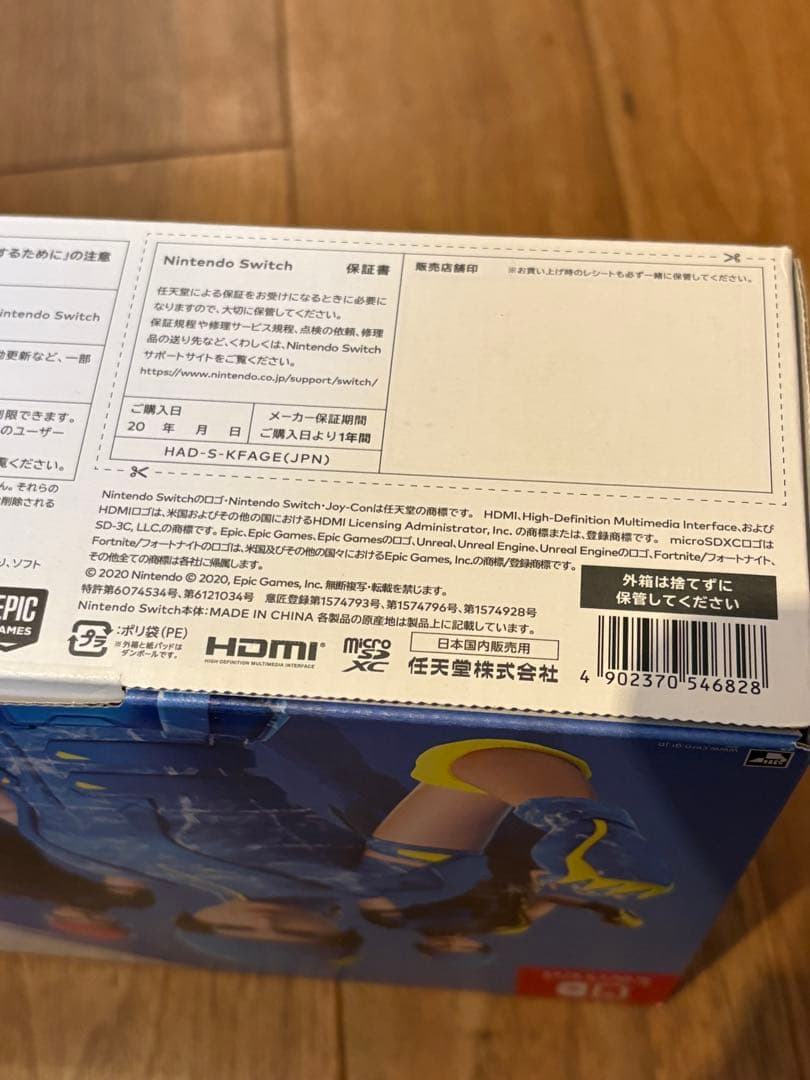 するために」の注意
intendo Switch
更新など、一部
制限できます。
のユーザー
覧ください。
ん。それらの
削除される
り、ソフト
EPIC
GAMES
Nintendo Switch 保証書
任天堂による保証をお受けになるときに必要に
なりますので、大切に保管してください。
保証規程や修理サービス規程、点検の依頼、修理
品の送り先など、くわしくは、Nintendo Switch
サポートサイトをご覧ください。
https://www.nintendo.co.jp/support/switch/
ご購入日
20 年 月 日
メーカー保証期間
ご購入日より1年間
HAD-S-KFAGE(JPN)
販売店舗印 ※お買い上げ時のレシートも必ず一緒に保管してください。
Nintendo Switchのロゴ・Nintendo Switch・Joy-Conは任天堂の商標です。 HDMI、High-Definition Multimedia Interface、および
HDMIロゴは、米国およびその他の国におけるHDMI Licensing Administrator, Inc. の商標または、登録商標です。 microSDXCロゴは
SD-3C, LLC.の商標です。Epic、Epic Games、Epic Gamesのロゴ、Unreal、Unreal Engine、Unreal Engineのロゴ、Fortnite/フォートナイト、
Fortnite/フォートナイトのロゴは、米国及びその他の国々におけるEpic Games, Inc.の商標/登録商標です。
その他全ての商標は各社に帰属します。
© 2020 Nintendo © 2020, Epic Games, Inc. 無断複写・転載を禁じます。
特許第6074534号、第6121034号 意匠登録第1574793号、第1574796号、第1574928号
Nintendo Switch本体:MADE IN CHINA 各製品の原産地は製品上に記載しています。
外箱は捨てずに
保管してください
プラ
:ポリ袋(PE)
※外箱と紙パッドは
ダンボールです。
HDMI®
HIGH-DEFINITION MULTIMEDIA INTERFACE
micro
SD
XC
日本国内販売用
任天堂株式会社
4 902370 546828
www.cero.gr.jp